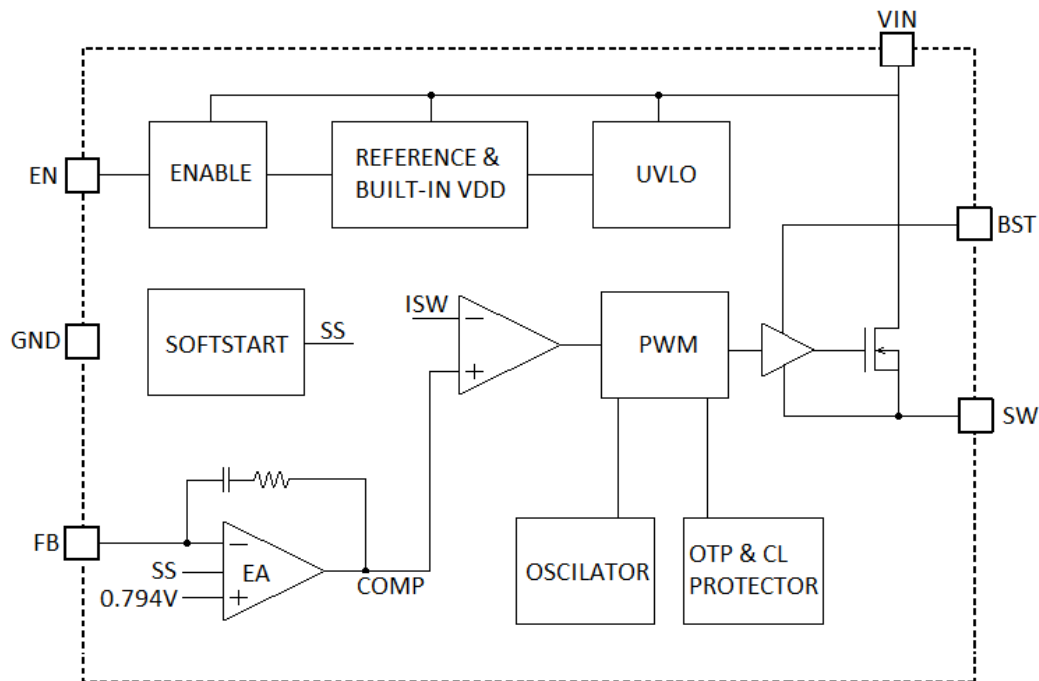 VIN
EN
ENABLE
REFERENCE &
BUILT-IN VDD
UVLO
BST
GND
SOFTSTART
SS
ISW
−
+
PWM
SW
FB
−
SS
EA
0.794V
+
COMP
OSCILATOR
OTP & CL
PROTECTOR